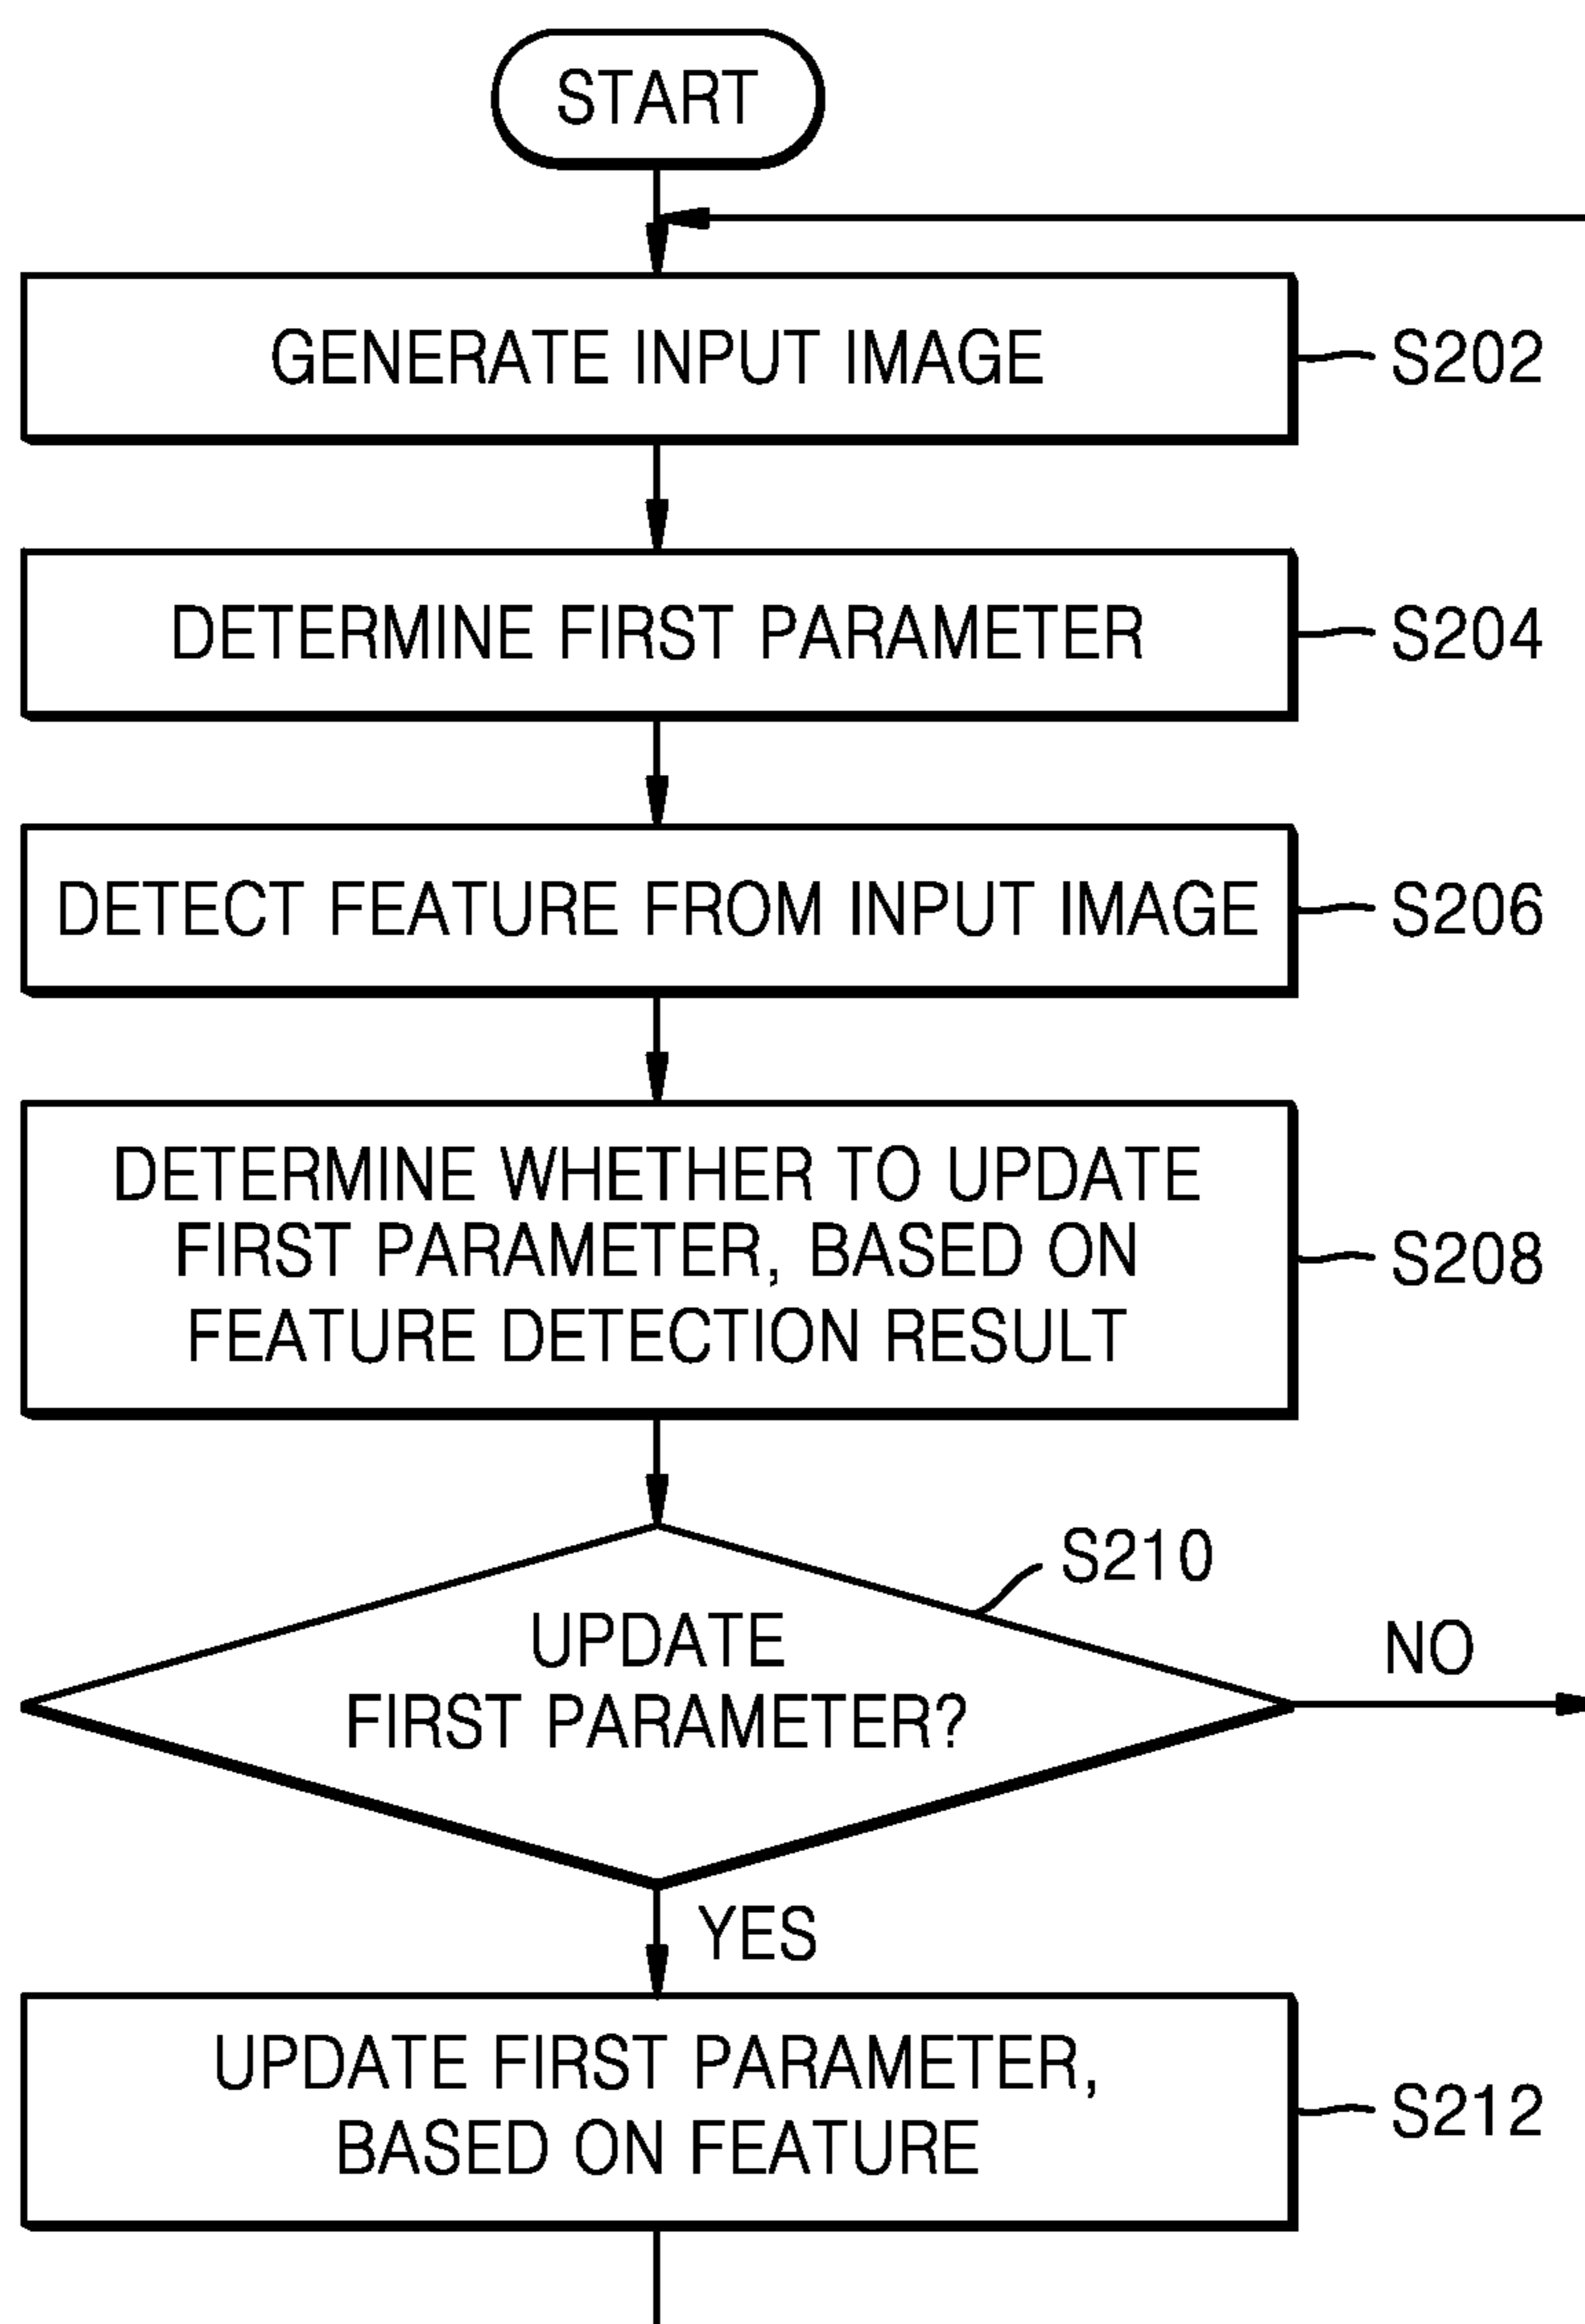 START
GENERATE INPUT IMAGE
S202
DETERMINE FIRST PARAMETER
S204
DETECT FEATURE FROM INPUT IMAGE
S206
DETERMINE WHETHER TO UPDATE
FIRST PARAMETER, BASED ON
FEATURE DETECTION RESULT
S208
S210
UPDATE
FIRST PARAMETER?
NO
YES
UPDATE FIRST PARAMETER,
BASED ON FEATURE
S212